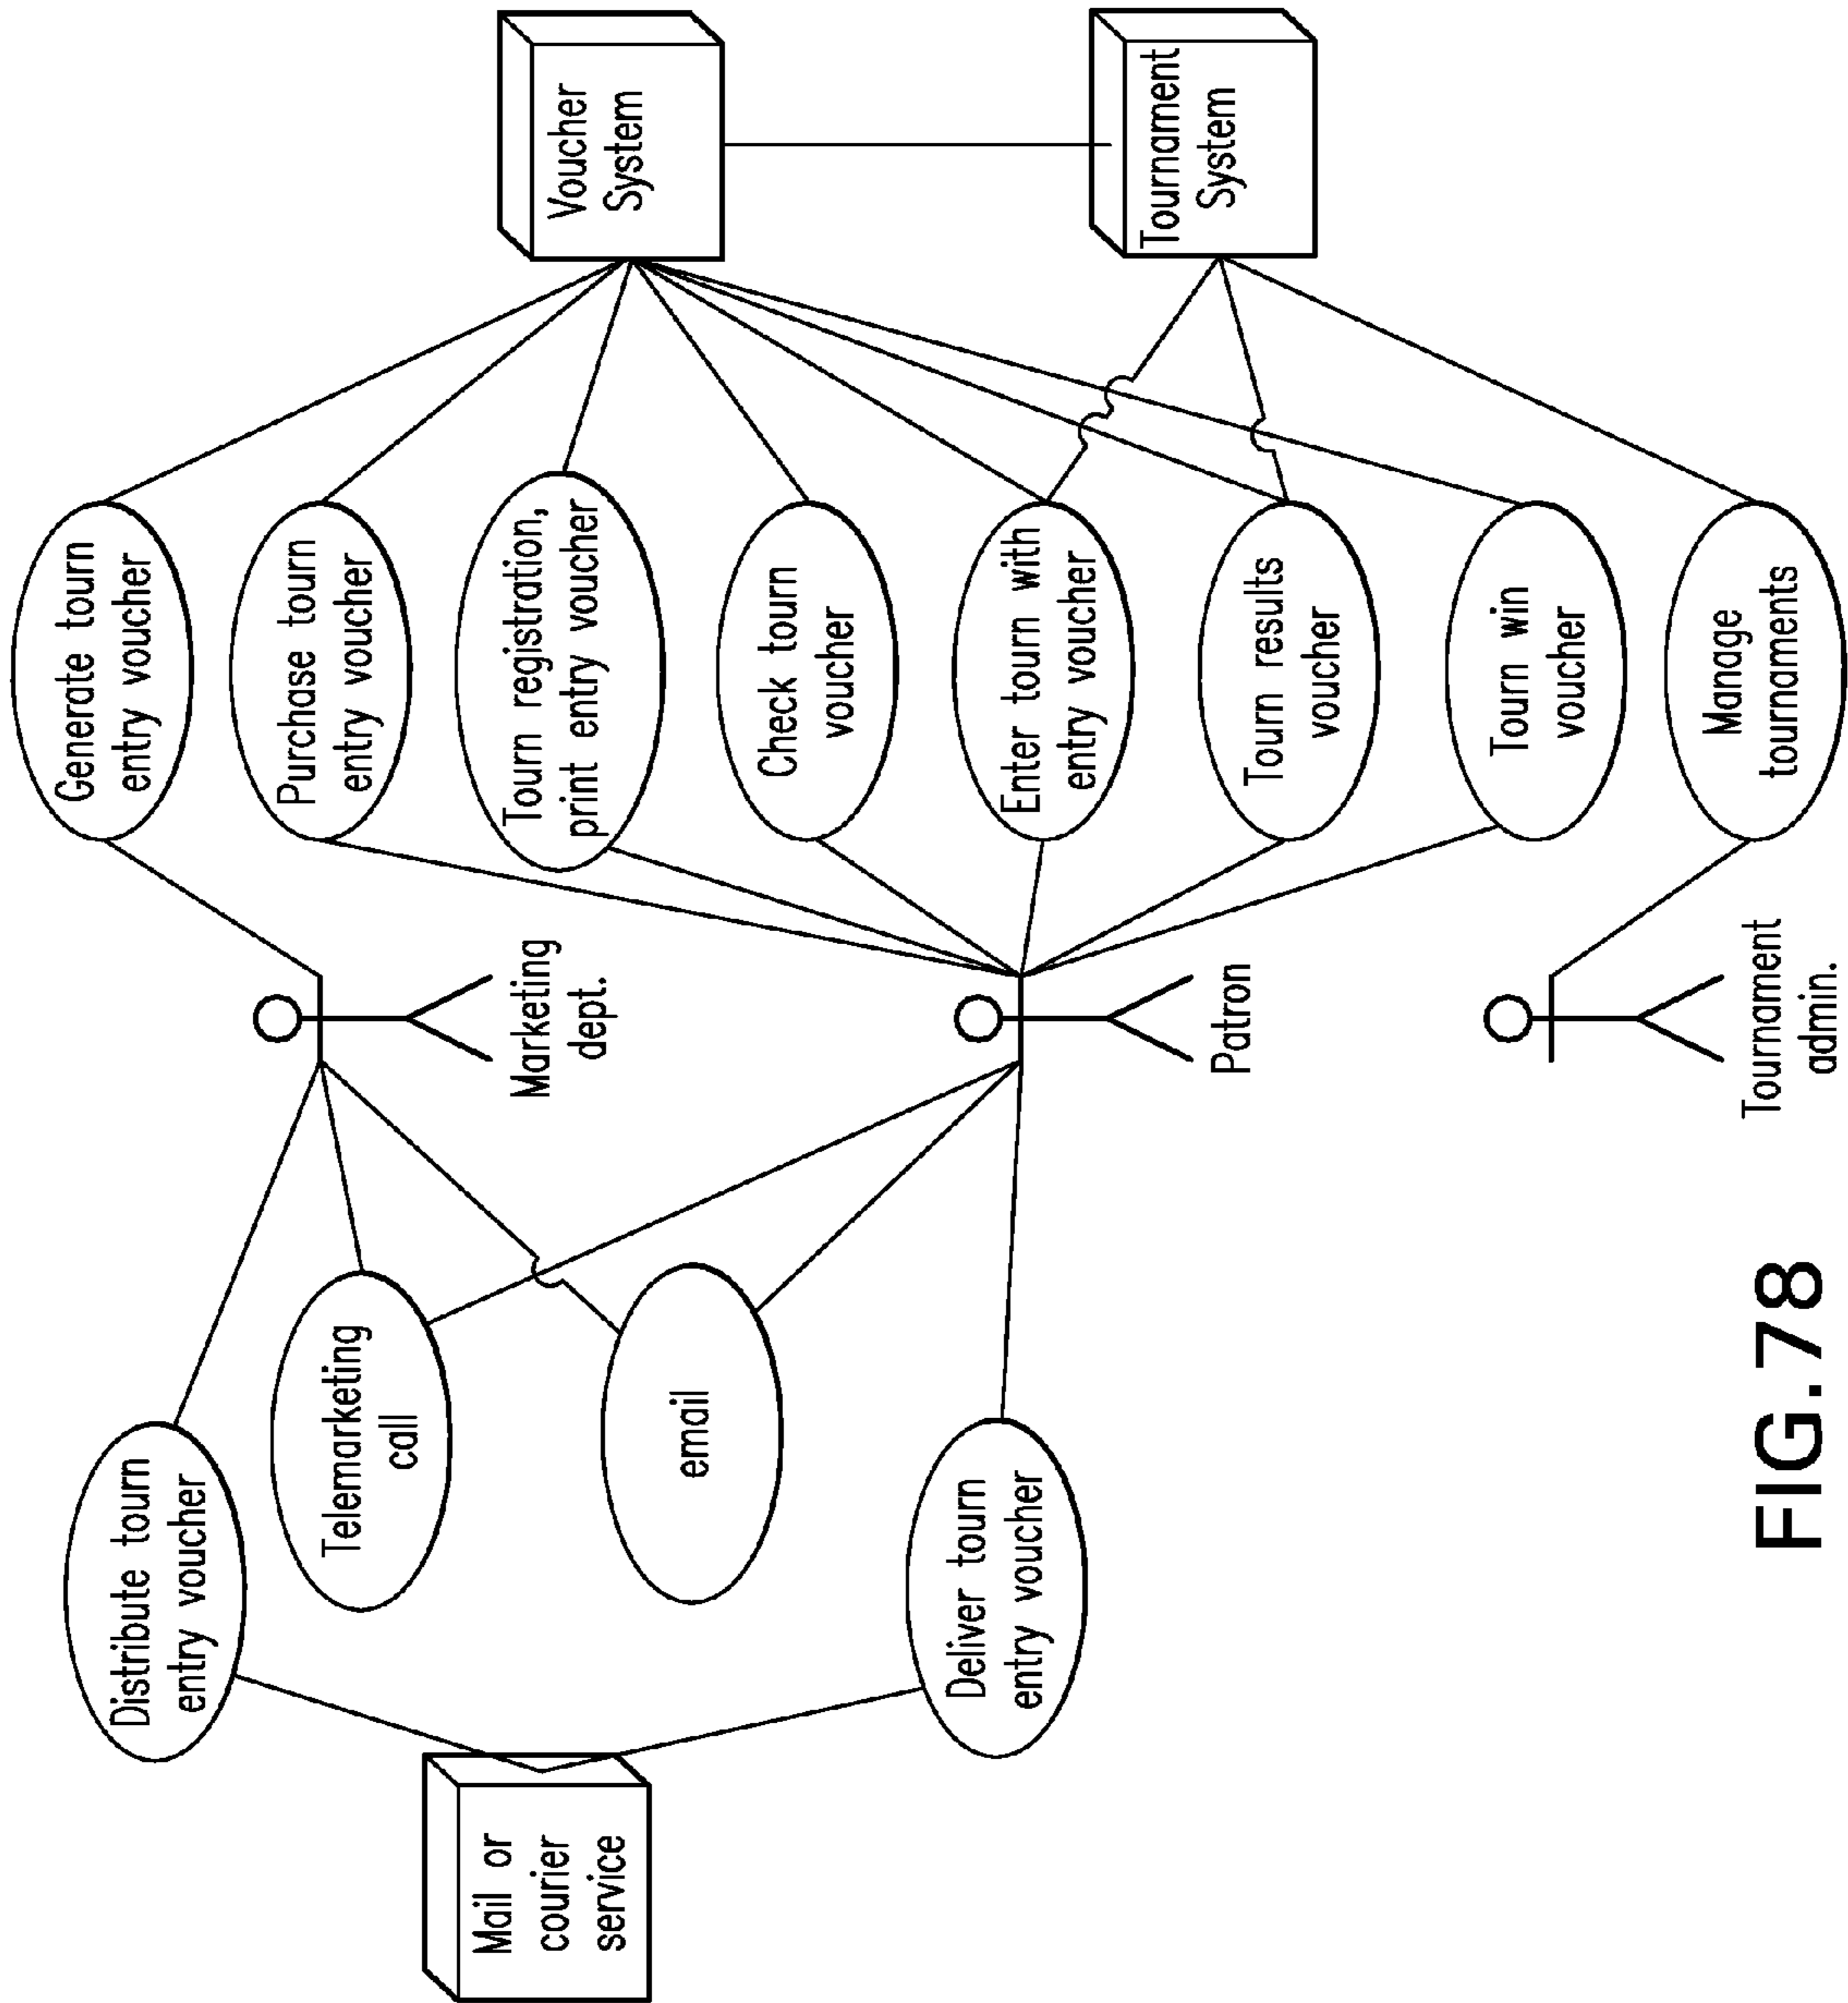 Mail or
courier
service
Distribute tourn
entry voucher
Telemarketing
call
email
Deliver tourn
entry voucher
Marketing
dept.
Patron
Tournament
admin.
Generate tourn
entry voucher
Purchase tourn
entry voucher
Tourn registration,
print entry voucher
Check tourn
voucher
Enter tourn with
entry voucher
Tourn results
voucher
Tourn win
voucher
Manage
tournaments
Voucher
System
Tournament
System
FIG.78